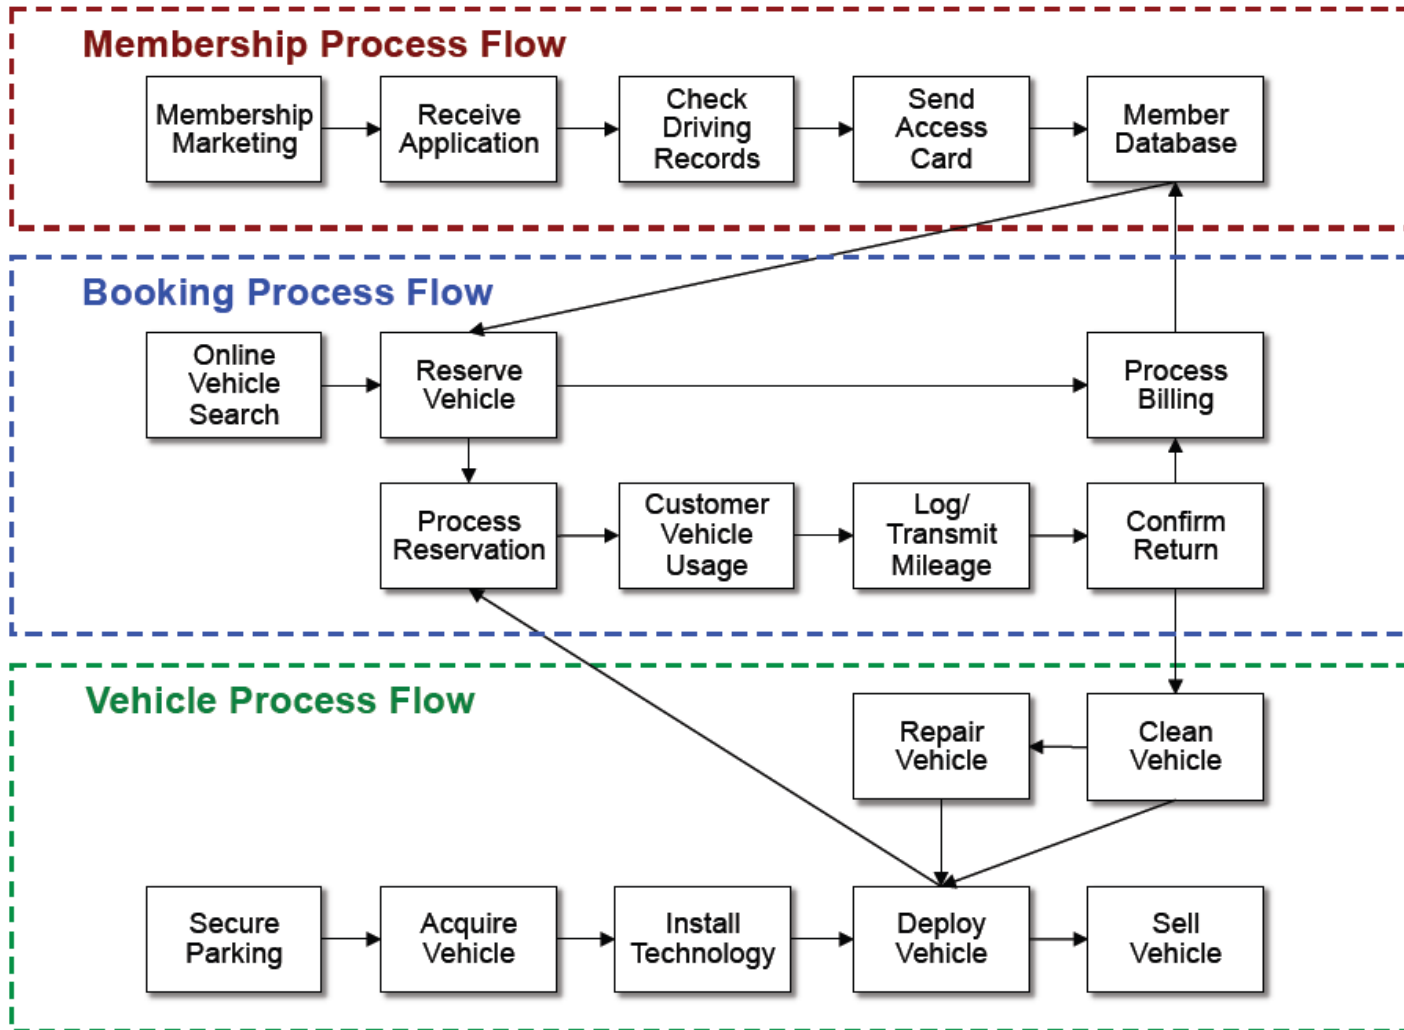 Membership Process Flow
Membership
Marketing
Receive
Application
Check
Driving
Records
Send
Access
Card
Member
Database
Booking Process Flow
Online
Vehicle
Search
Reserve
Vehicle
Process
Billing
Process
Reservation
Customer
Vehicle
Usage
Log/
Transmit
Mileage
Confirm
Return
Vehicle Process Flow
Repair
Vehicle
Clean
Vehicle
Secure
Parking
Acquire
Vehicle
Install
Technology
Deploy
Vehicle
Sell
Vehicle